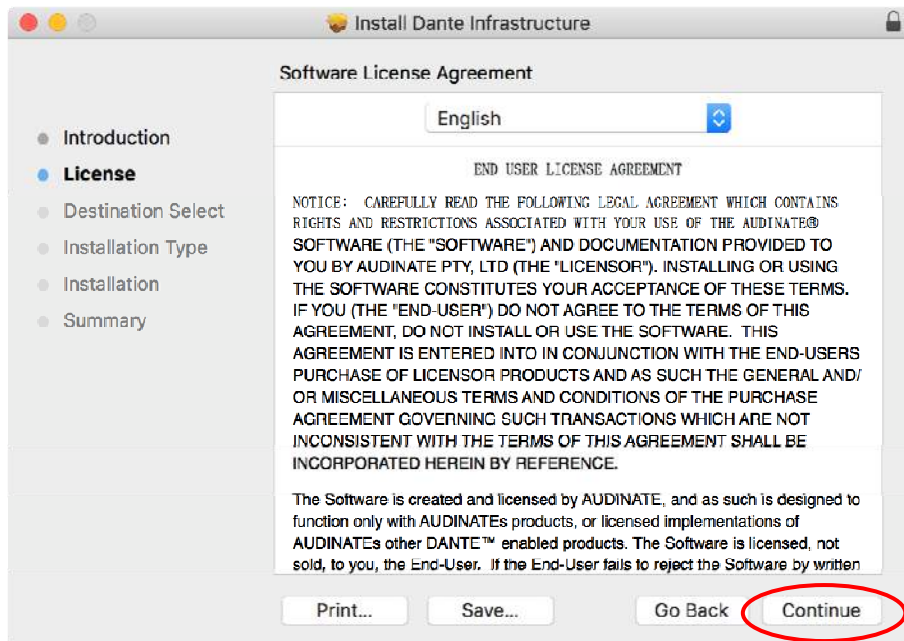 Install Dante Infrastructure
Software License Agreement
Introduction
License
Destination Select
Installation Type
Installation
Summary
English
END USER LICENSE AGREEMENT
NOTICE: CAREFULLY READ THE FOLLOWING LEGAL AGREEMENT WHICH CONTAINS
RIGHTS AND RESTRICTIONS ASSOCIATED WITH YOUR USE OF THE AUDINATE®
SOFTWARE (THE "SOFTWARE") AND DOCUMENTATION PROVIDED TO
YOU BY AUDINATE PTY, LTD (THE "LICENSOR"). INSTALLING OR USING
THE SOFTWARE CONSTITUTES YOUR ACCEPTANCE OF THESE TERMS.
IF YOU (THE "END-USER") DO NOT AGREE TO THE TERMS OF THIS
AGREEMENT, DO NOT INSTALL OR USE THE SOFTWARE. THIS
AGREEMENT IS ENTERED INTO IN CONJUNCTION WITH THE END-USERS
PURCHASE OF LICENSOR PRODUCTS AND AS SUCH THE GENERAL AND/
OR MISCELLANEOUS TERMS AND CONDITIONS OF THE PURCHASE
AGREEMENT GOVERNING SUCH TRANSACTIONS WHICH ARE NOT
INCONSISTENT WITH THE TERMS OF THIS AGREEMENT SHALL BE
INCORPORATED HEREIN BY REFERENCE.
The Software is created and licensed by AUDINATE, and as such is designed to
function only with AUDINATEs products, or licensed implementations of
AUDINATEs other DANTE™ enabled products. The Software is licensed, not
sold, to you, the End-User. If the End-User fails to reject the Software by written
Print...
Save...
Go Back
Continue